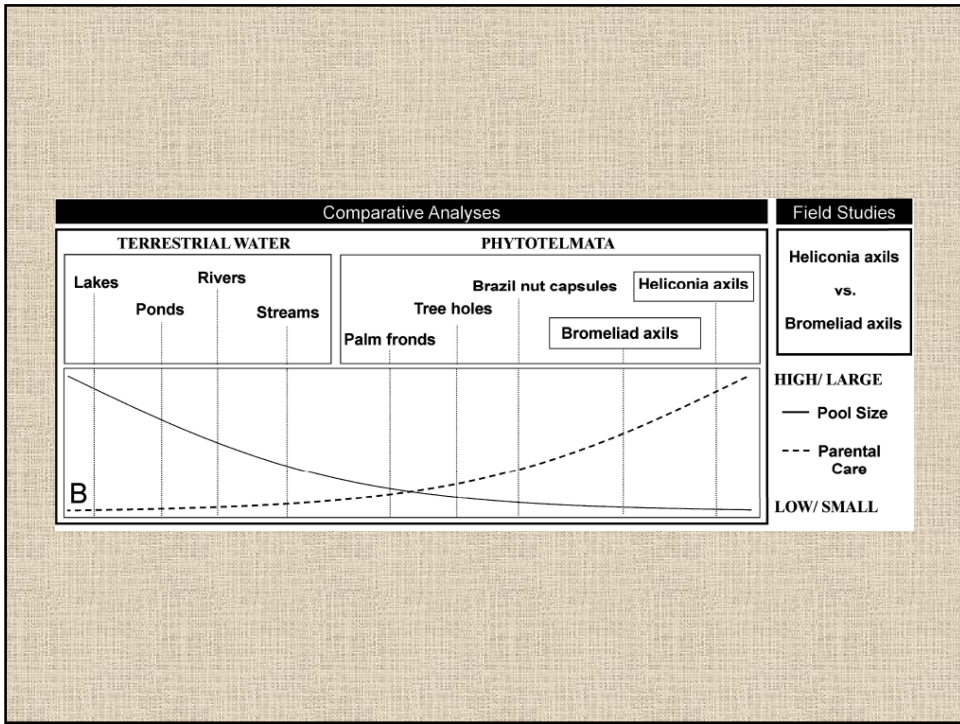 Comparative Analyses
Field Studies
TERRESTRIAL WATER
PHYTOTELMATA
Lakes
Ponds
Rivers
Streams
Palm fronds
Tree holes
Brazil nut capsules
Bromeliad axils
Heliconia axils
Heliconia axils
vs.
Bromeliad axils
HIGH/ LARGE
Pool Size
Parental
Care
LOW/ SMALL
B